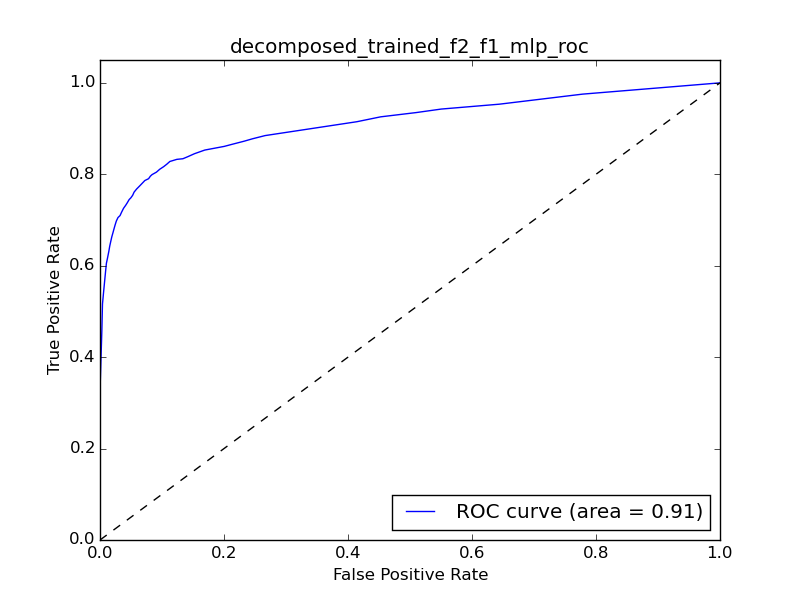 decomposed_trained_f2_f1_mlp_roc
1.0
0.8
0.6
0.4
0.2
0.0
True Positive Rate
ROC curve (area = 0.91)
0.0 0.2 0.4 0.6 0.8 1.0
False Positive Rate